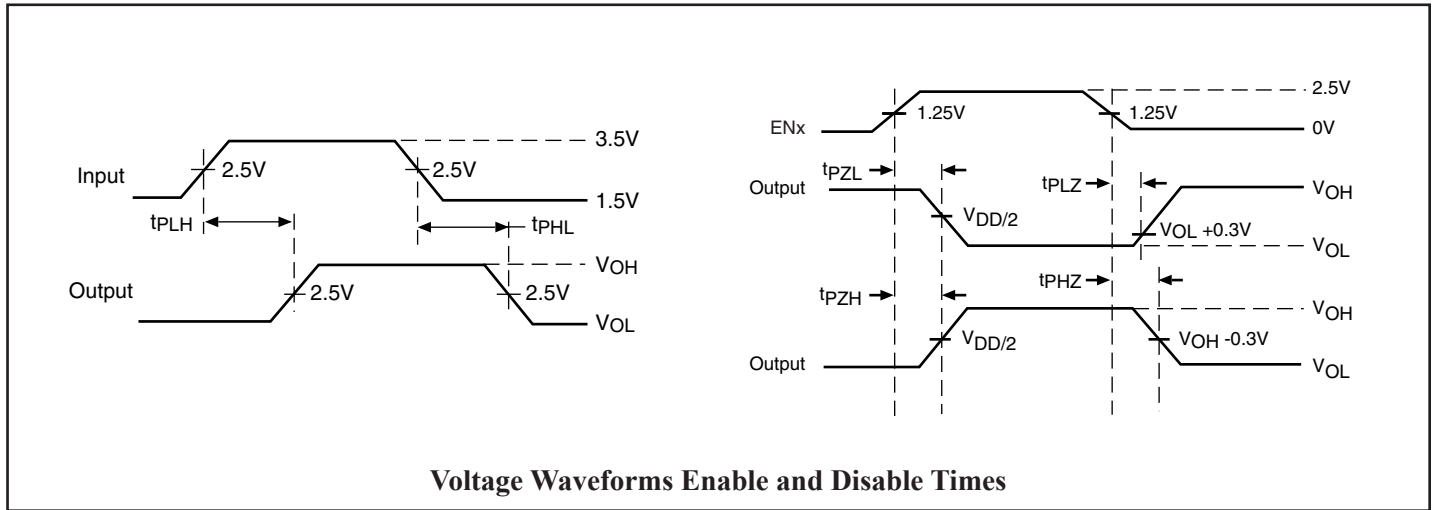 3.5V
Input
2.5V
2.5V
1.5V
tPLH
tPHL
VOH
Output
2.5V
2.5V
VOL
2.5V
ENx
1.25V
1.25V
0V
tPZL
tPLZ
Output
VOH
VDD/2
VOL +0.3V
VOL
tPZH
tPHZ
VOH
VDD/2
VOH -0.3V
Output
VOL
Voltage Waveforms Enable and Disable Times